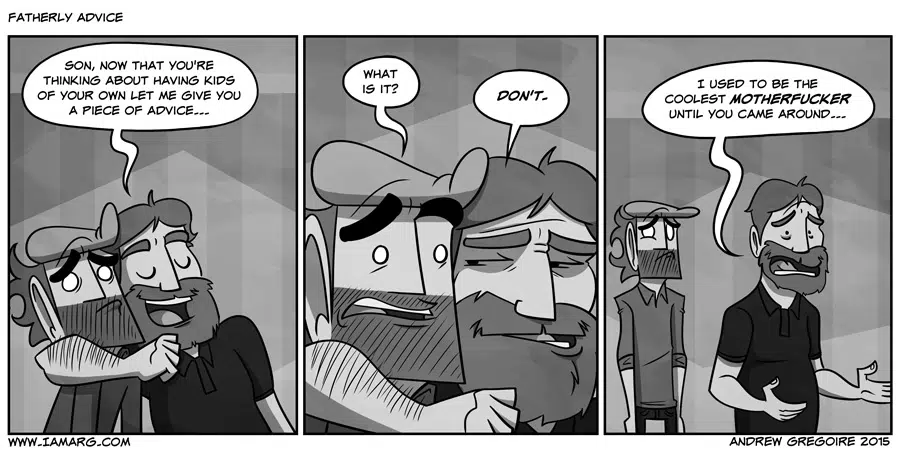 FATHERLY ADVICE
SON, NOW THAT YOU'RE
THINKING ABOUT HAVING KIDS
OF YOUR OWN LET ME GIVE YOU
A PIECE OF ADVICE...
WHAT
IS IT?
DON'T.
I USED TO BE THE
COOLEST MOTHERFUCKER
UNTIL YOU CAME AROUND...
WWW.IAMARG.COM
ANDREW GREGOIRE 2015